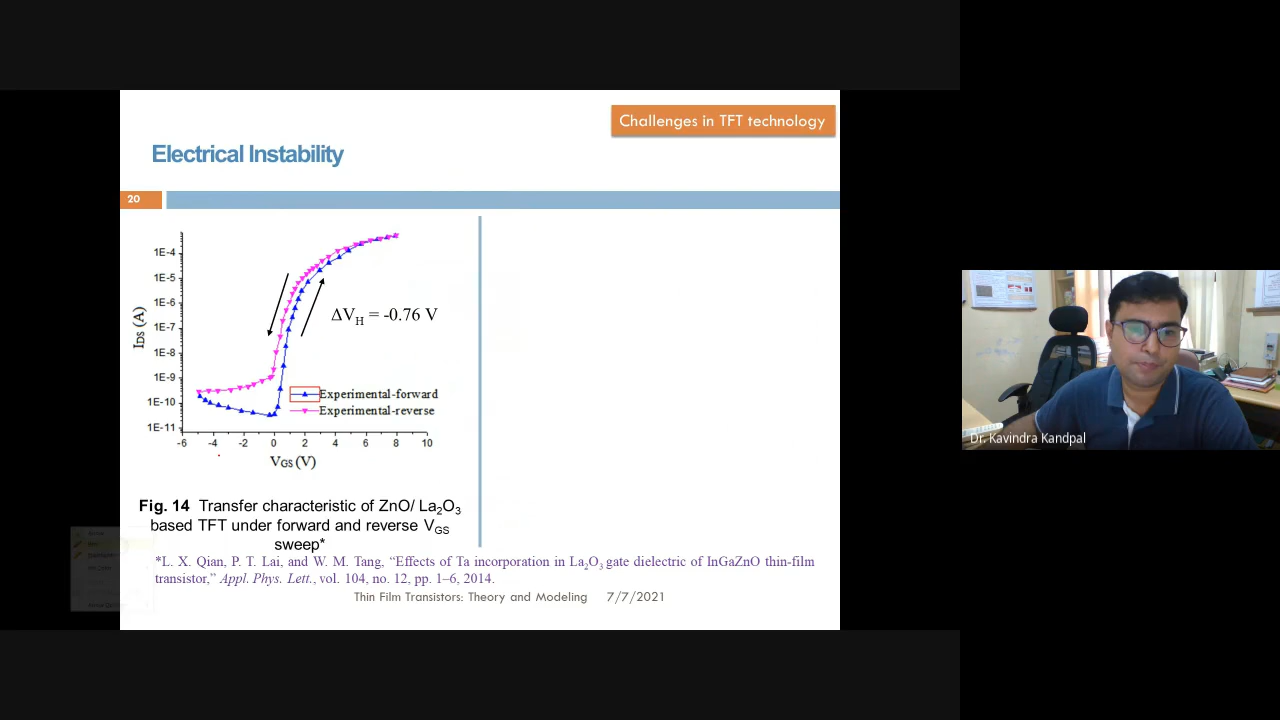 Challenges in TFT technology
Electrical Instability
20
1E-4
1E-5
1E-6
1E-7
1E-8
1E-9
1E-10
1E-11
I_DS (A)
ΔV_H = -0.76 V
Experimental-forward
Experimental-reverse
-6 -4 -2 0 2 4 6 8 10
V_GS (V)
Fig. 14 Transfer characteristic of ZnO/ La₂O₃
based TFT under forward and reverse V_GS
sweep*
*L. X. Qian, P. T. Lai, and W. M. Tang, “Effects of Ta incorporation in La₂O₃ gate dielectric of InGaZnO thin-film
transistor,” Appl. Phys. Lett., vol. 104, no. 12, pp. 1–6, 2014.
Thin Film Transistors: Theory and Modeling 7/7/2021
Dr. Kavindra Kandpal